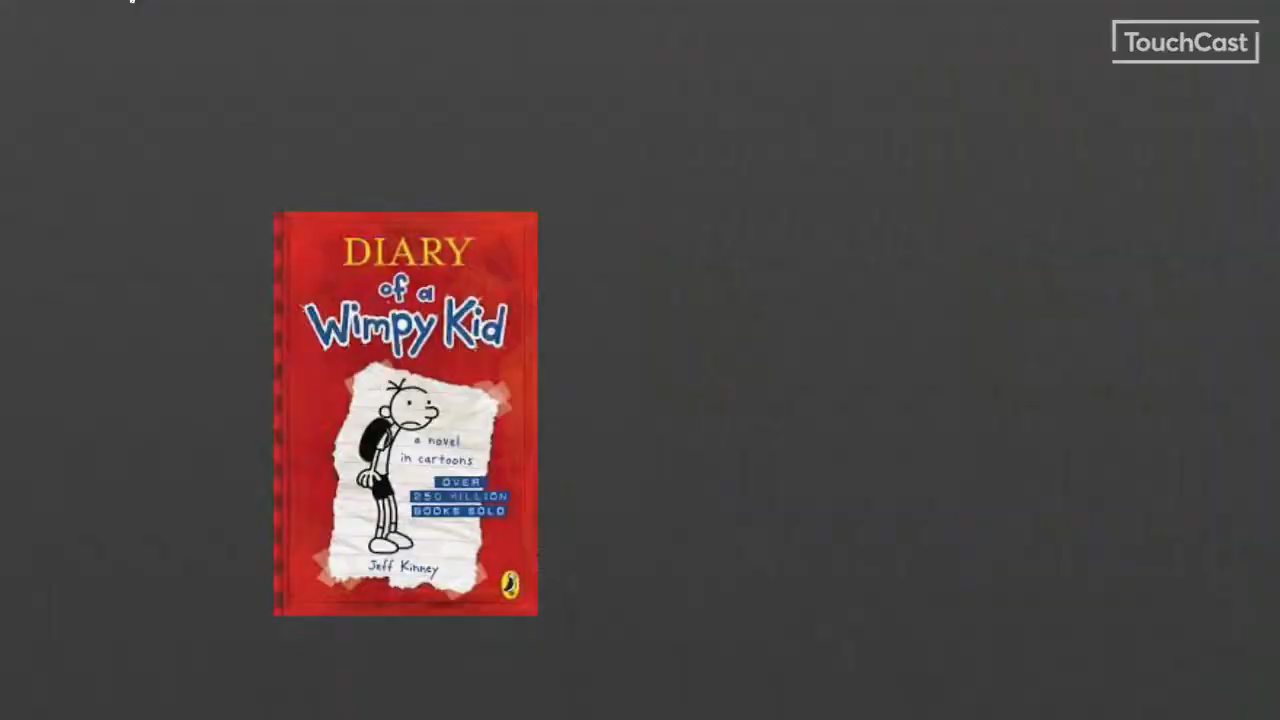 TouchCast
DIARY
of a
Wimpy Kid
a novel
in cartoons
OVER
250 MILLION
BOOKS SOLD
Jeff Kinney